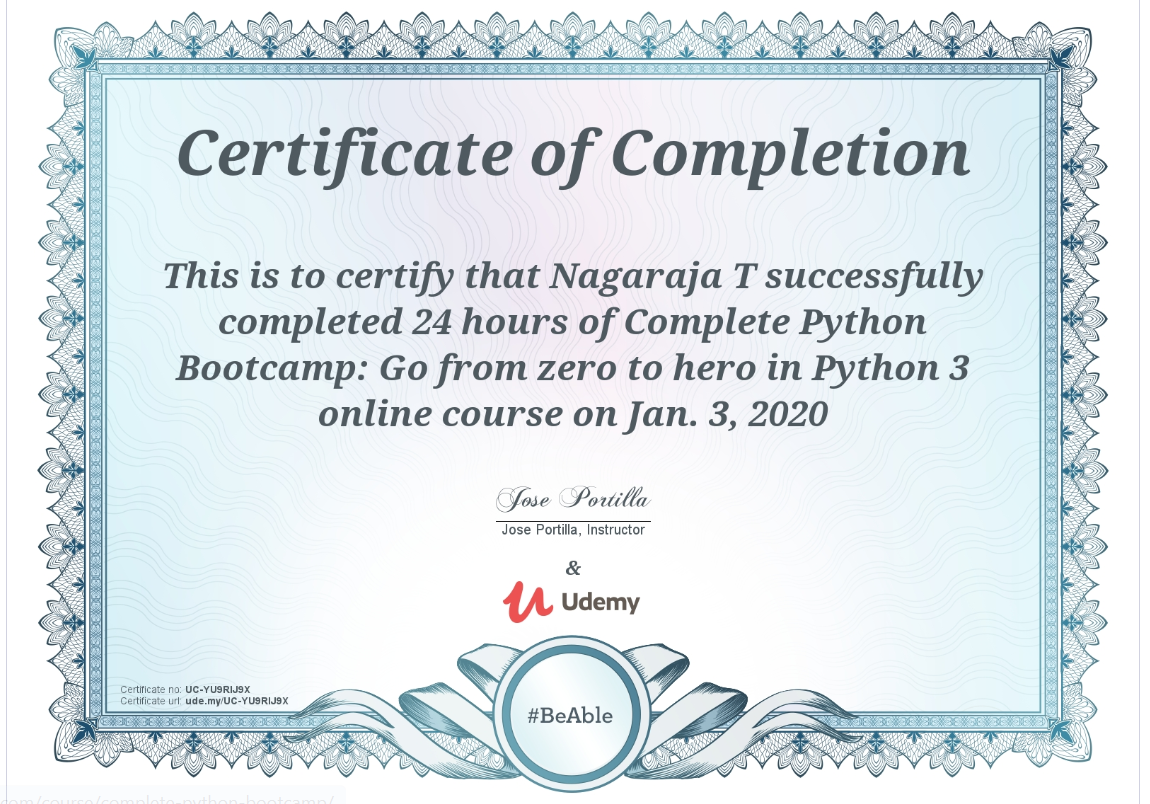 Certificate of Completion
This is to certify that Nagaraja T successfully
completed 24 hours of Complete Python
Bootcamp: Go from zero to hero in Python 3
online course on Jan. 3, 2020
Jose Portilla
Jose Portilla, Instructor
&
Udemy
Certificate no: UC-YU9RIJ9X
Certificate url: ude.my/UC-YU9RIJ9X
#BeAble
com/course/complete-python-bootcamp/